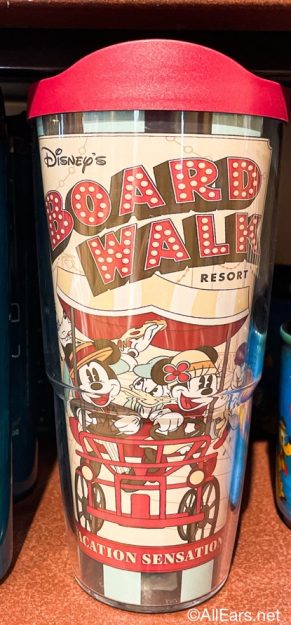 DISNEY'S
BOARD
WALK
RESORT
VACATION SENSATION
©AllEars.net